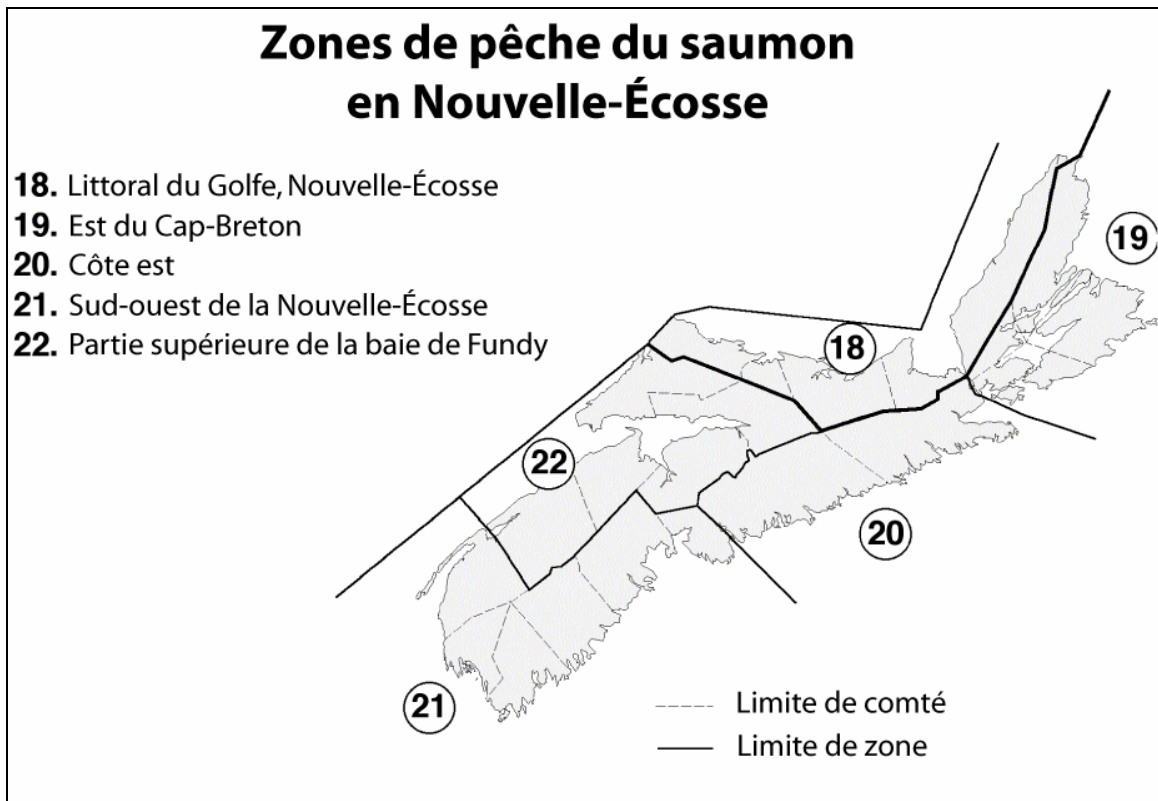 Zones de pêche du saumon
en Nouvelle-Écosse
18. Littoral du Golfe, Nouvelle-Écosse
19. Est du Cap-Breton
20. Côte est
21. Sud-ouest de la Nouvelle-Écosse
22. Partie supérieure de la baie de Fundy
19
18
22
20
21
Limite de comté
Limite de zone